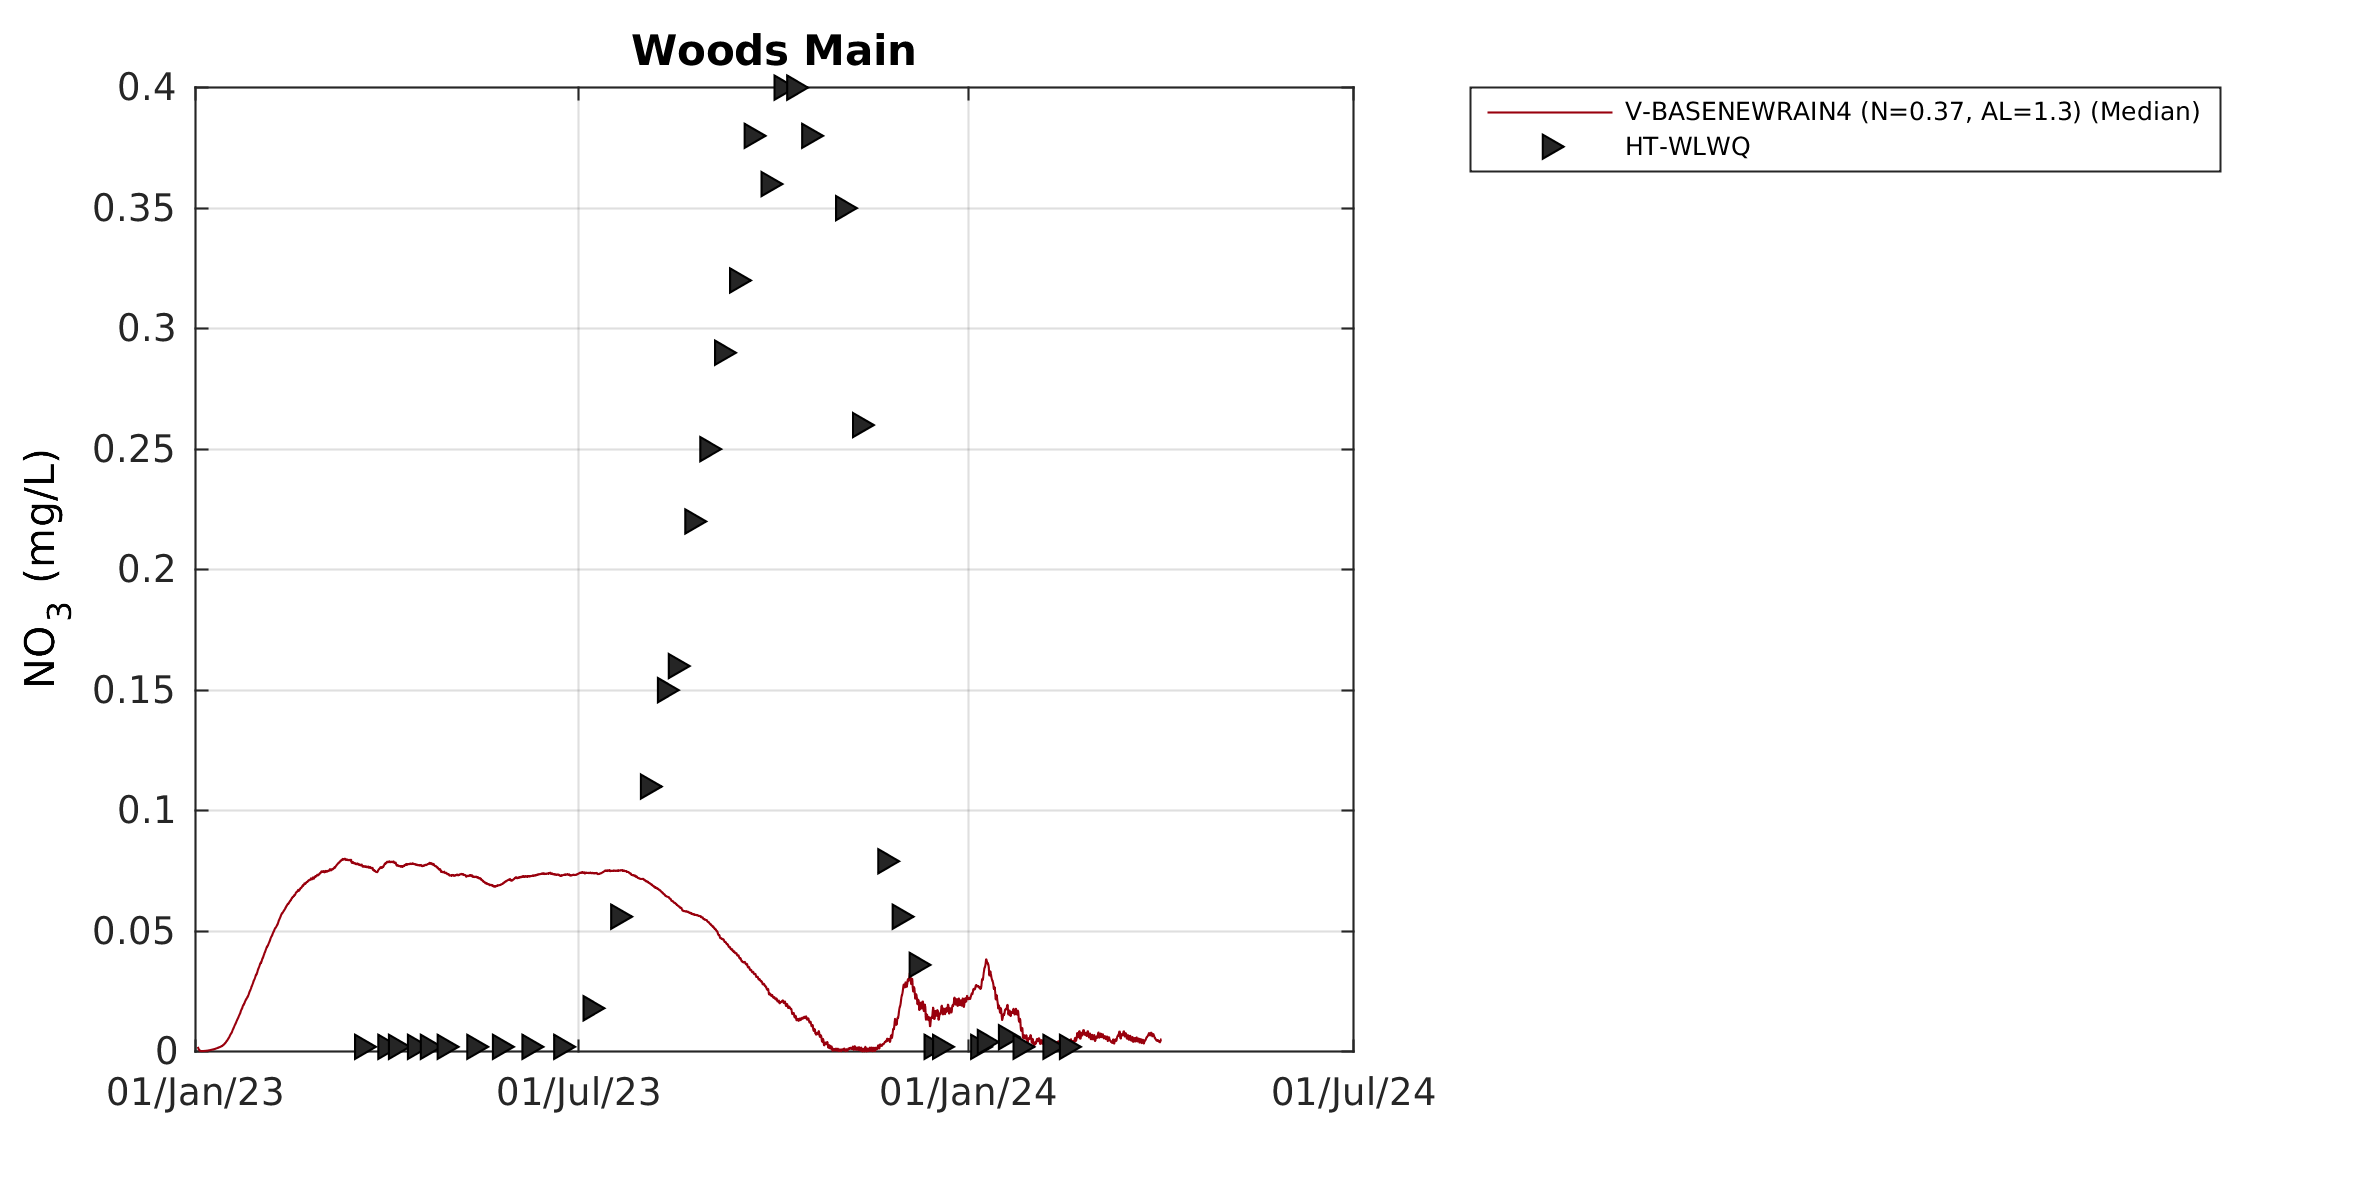 Woods Main
0.4
0.35
0.3
0.25
0.2
0.15
0.1
0.05
0
NO3 (mg/L)
01/Jan/23
01/Jul/23
01/Jan/24
01/Jul/24
V-BASENEWRAIN4 (N=0.37, AL=1.3) (Median)
HT-WLWQ